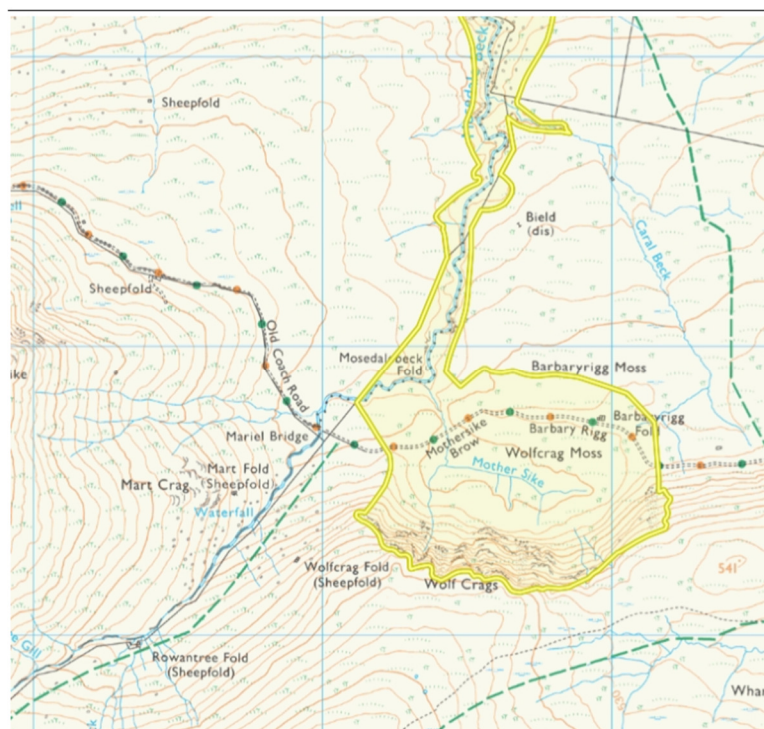 Sheepfold
Bield
(dis)
Caral Beck
Sheepfold
Old Coach Road
Fold
Barbaryrigg Moss
Mariel Bridge
Mothersike
Brow
Barbary Rigg
Barbaryrigg
Fold
Wolfcrag Moss
Mother Sike
Mart Crag
Mart Fold
(Sheepfold)
Waterfall
Wolfcrag Fold
(Sheepfold)
Wolf Crags
541
Rowantree Fold
(Sheepfold)
Gill
530